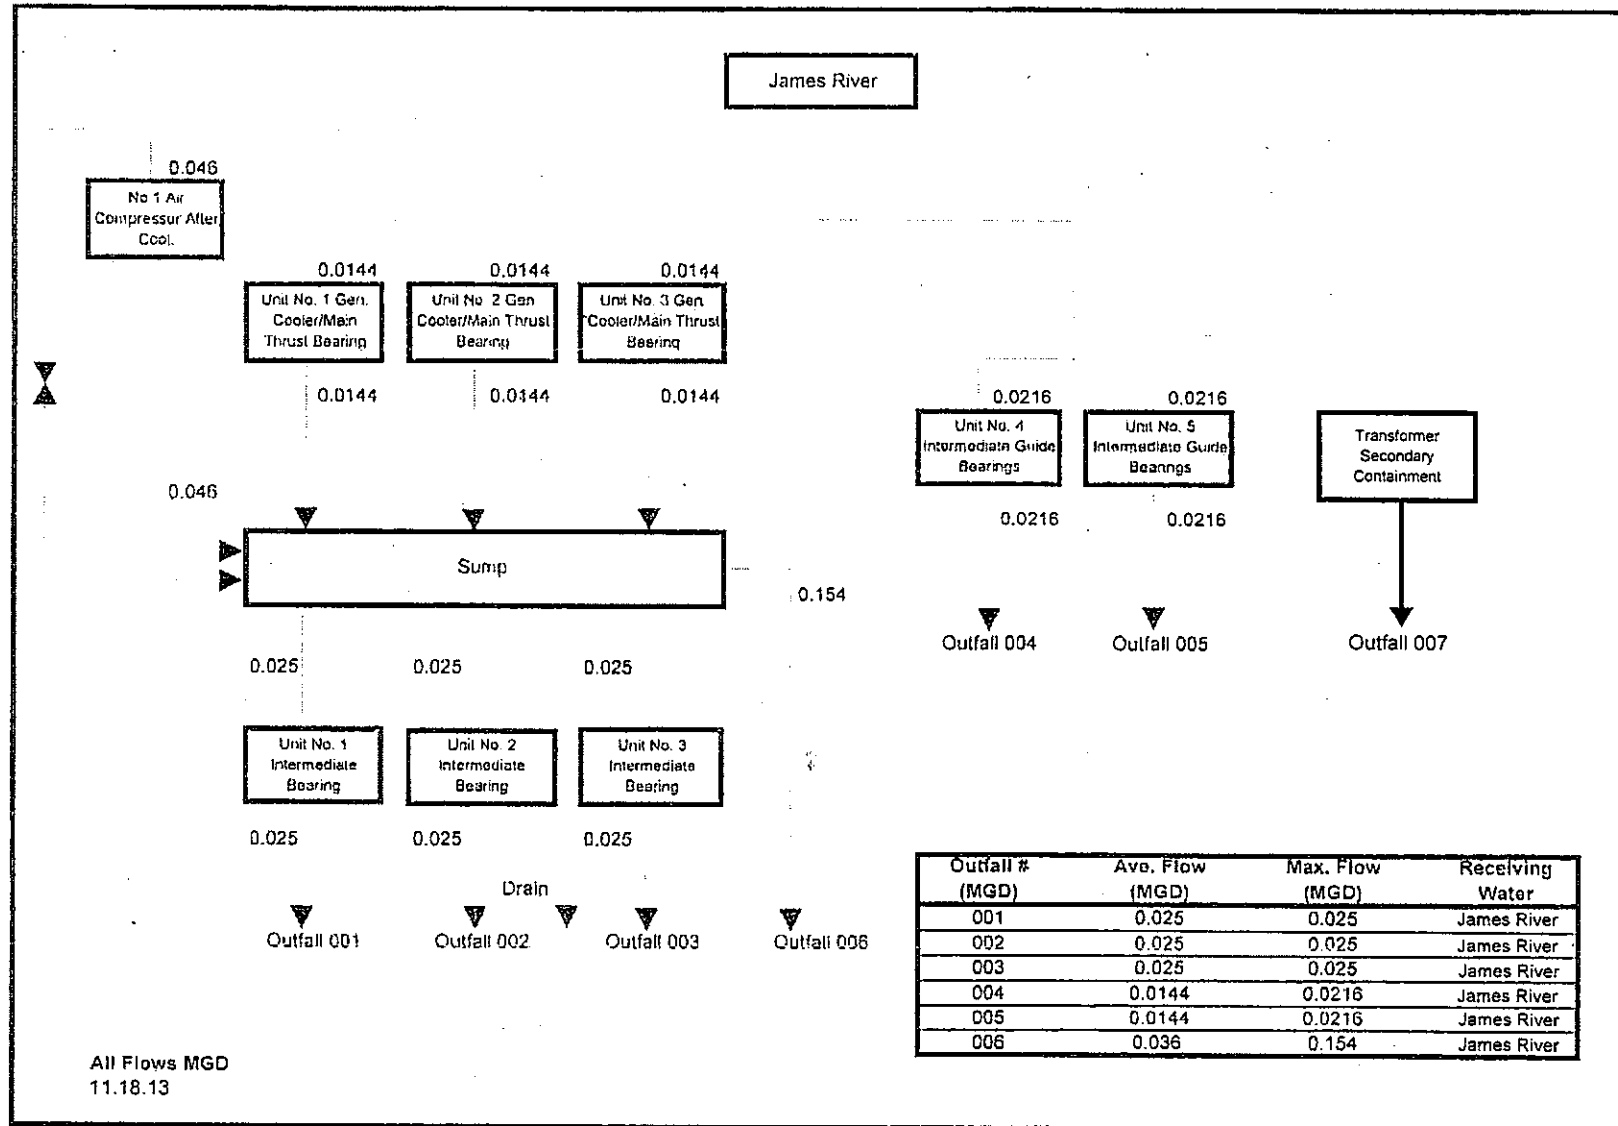 James River
0.046
No 1 Air
Compressur After
Cool.
0.0144 0.0144 0.0144
Unit No. 1 Gen.
Cooler/Main
Thrust Bearing
Unit No. 2 Gen
Cooler/Main Thrust
Bearing
Unit No. 3 Gen
Cooler/Main Thrust
Bearing
0.0144 0.0144 0.0144
0.0216 0.0216
Unit No. 4
Intermediate Guide
Bearings
Unit No. 5
Intermediate Guide
Bearings
Transformer
Secondary
Containment
0.046
0.0216 0.0216
Sump
0.154
Outfall 004 Outfall 005 Outfall 007
0.025 0.025 0.025
Unit No. 1
Intermediate
Bearing
Unit No. 2
Intermediate
Bearing
Unit No. 3
Intermediate
Bearing
0.025 0.025 0.025
Drain
Outfall 001 Outfall 002 Outfall 003 Outfall 006
Outfall # Ave. Flow Max. Flow Receiving
(MGD) (MGD) (MGD) Water
001 0.025 0.025 James River
002 0.025 0.025 James River
003 0.025 0.025 James River
004 0.0144 0.0216 James River
005 0.0144 0.0216 James River
006 0.036 0.154 James River
All Flows MGD
11.18.13